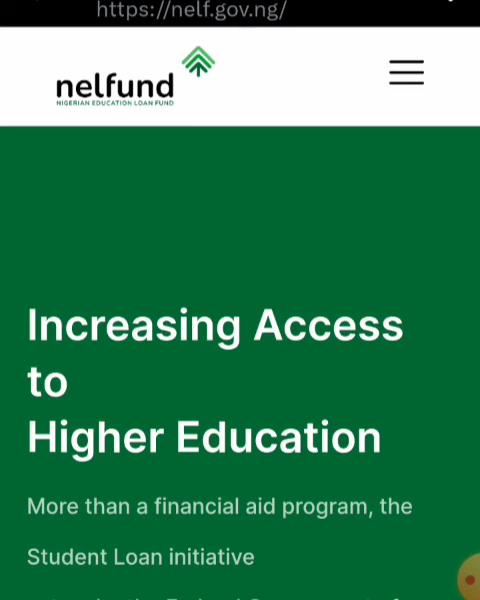 https://nelf.gov.ng/
nelfund
NIGERIAN EDUCATION LOAN FUND
Increasing Access
to
Higher Education
More than a financial aid program, the
Student Loan initiative